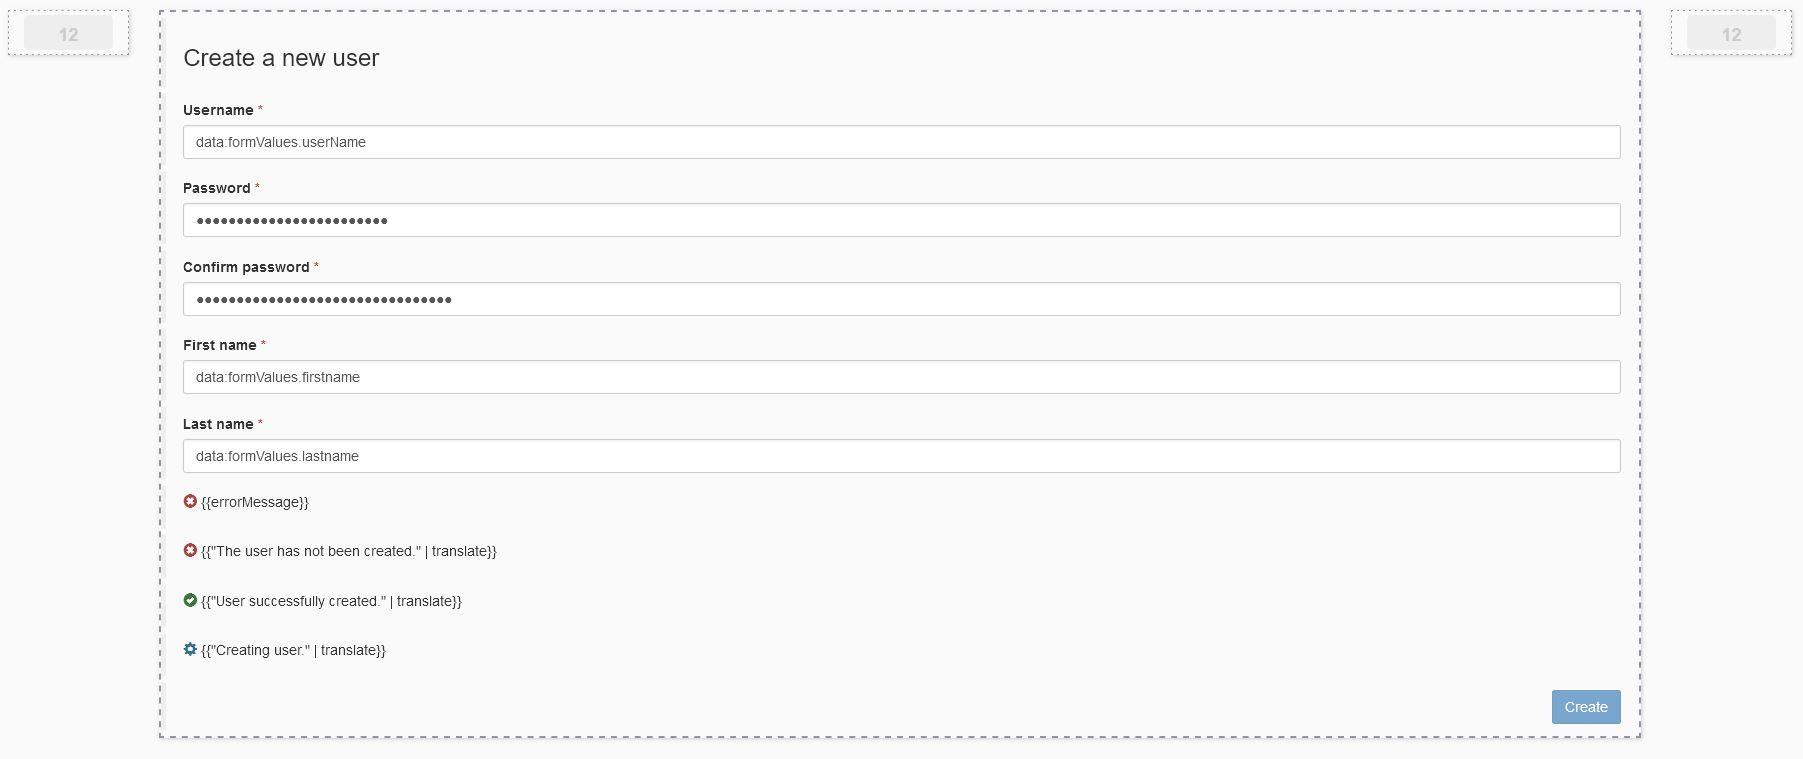 12
12
Create a new user
Username *
data:formValues.userName
Password *
••••••••••••••••••••••••
Confirm password *
••••••••••••••••••••••••••••••••
First name *
data:formValues.firstname
Last name *
data:formValues.lastname
{{errorMessage}}
{{"The user has not been created." | translate}}
{{"User successfully created." | translate}}
{{"Creating user." | translate}}
Create